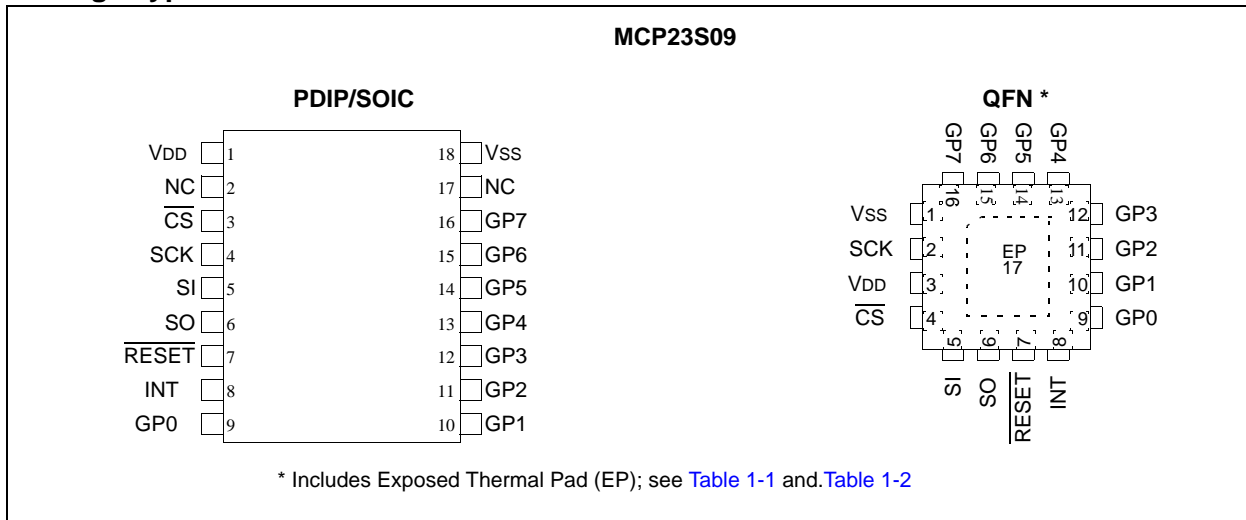 MCP23S09
PDIP/SOIC
VDD 1 18 VSS
NC 2 17 NC
CS 3 16 GP7
SCK 4 15 GP6
SI 5 14 GP5
SO 6 13 GP4
RESET 7 12 GP3
INT 8 11 GP2
GP0 9 10 GP1
QFN *
GP7 GP6 GP5 GP4
16 15 14 13
VSS 1 12 GP3
SCK 2 11 GP2
VDD 3 10 GP1
CS 4 9 GP0
EP
17
5 6 7 8
SI SO RESET INT
* Includes Exposed Thermal Pad (EP); see Table 1-1 and.Table 1-2